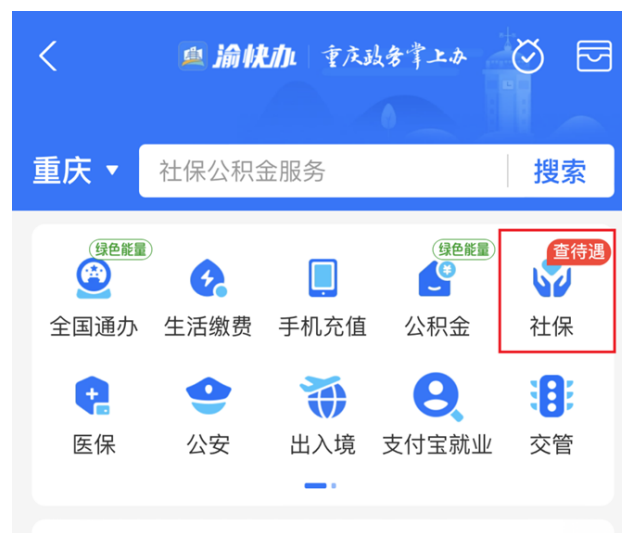 渝快办 重庆政务掌上办
重庆 社保公积金服务 搜索
绿色能量 绿色能量 查待遇
全国通办 生活缴费 手机充值 公积金 社保
医保 公安 出入境 支付宝就业 交管